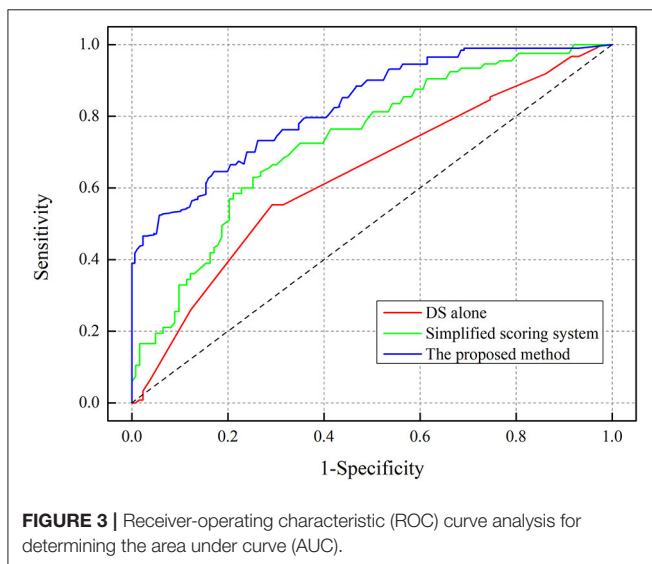 1.0
0.8
0.6
0.4
0.2
0.0
Sensitivity
DS alone
Simplified scoring system
The proposed method
0.0 0.2 0.4 0.6 0.8 1.0
1-Specificity
FIGURE 3 | Receiver-operating characteristic (ROC) curve analysis for
determining the area under curve (AUC).